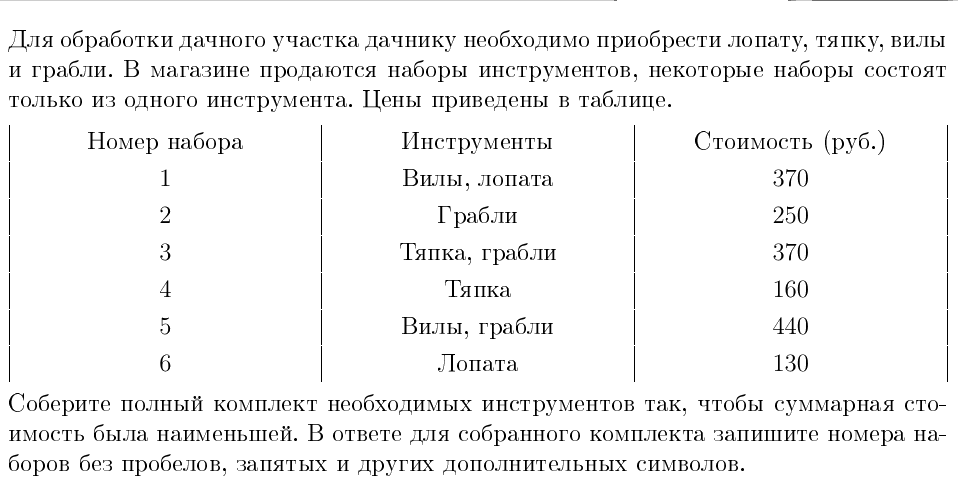 Для обработки дачного участка дачнику необходимо приобрести лопату, тяпку, вилы
и грабли. В магазине продаются наборы инструментов, некоторые наборы состоят
только из одного инструмента. Цены приведены в таблице.
Номер набора Инструменты Стоимость (руб.)
1 Вилы, лопата 370
2 Грабли 250
3 Тяпка, грабли 370
4 Тяпка 160
5 Вилы, грабли 440
6 Лопата 130
Соберите полный комплект необходимых инструментов так, чтобы суммарная сто-
имость была наименьшей. В ответе для собранного комплекта запишите номера на-
боров без пробелов, запятых и других дополнительных символов.